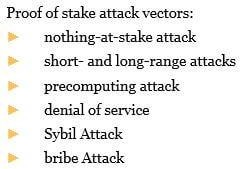 Proof of stake attack vectors:
► nothing-at-stake attack
► short- and long-range attacks
► precomputing attack
► denial of service
► Sybil Attack
► bribe Attack